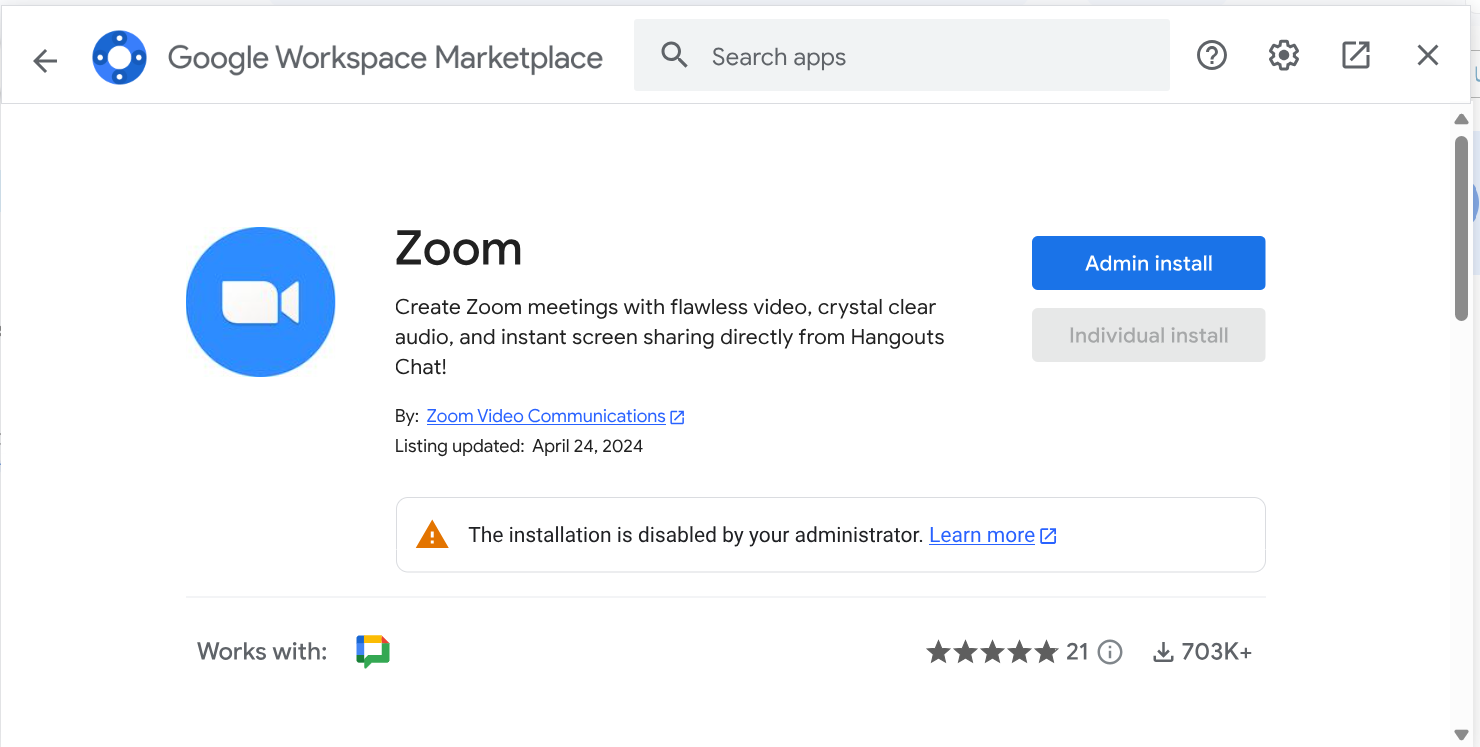 Google Workspace Marketplace
Search apps
Zoom
Admin install
Create Zoom meetings with flawless video, crystal clear
audio, and instant screen sharing directly from Hangouts
Chat!
Individual install
By: Zoom Video Communications
Listing updated: April 24, 2024
The installation is disabled by your administrator. Learn more
Works with:
21
703K+